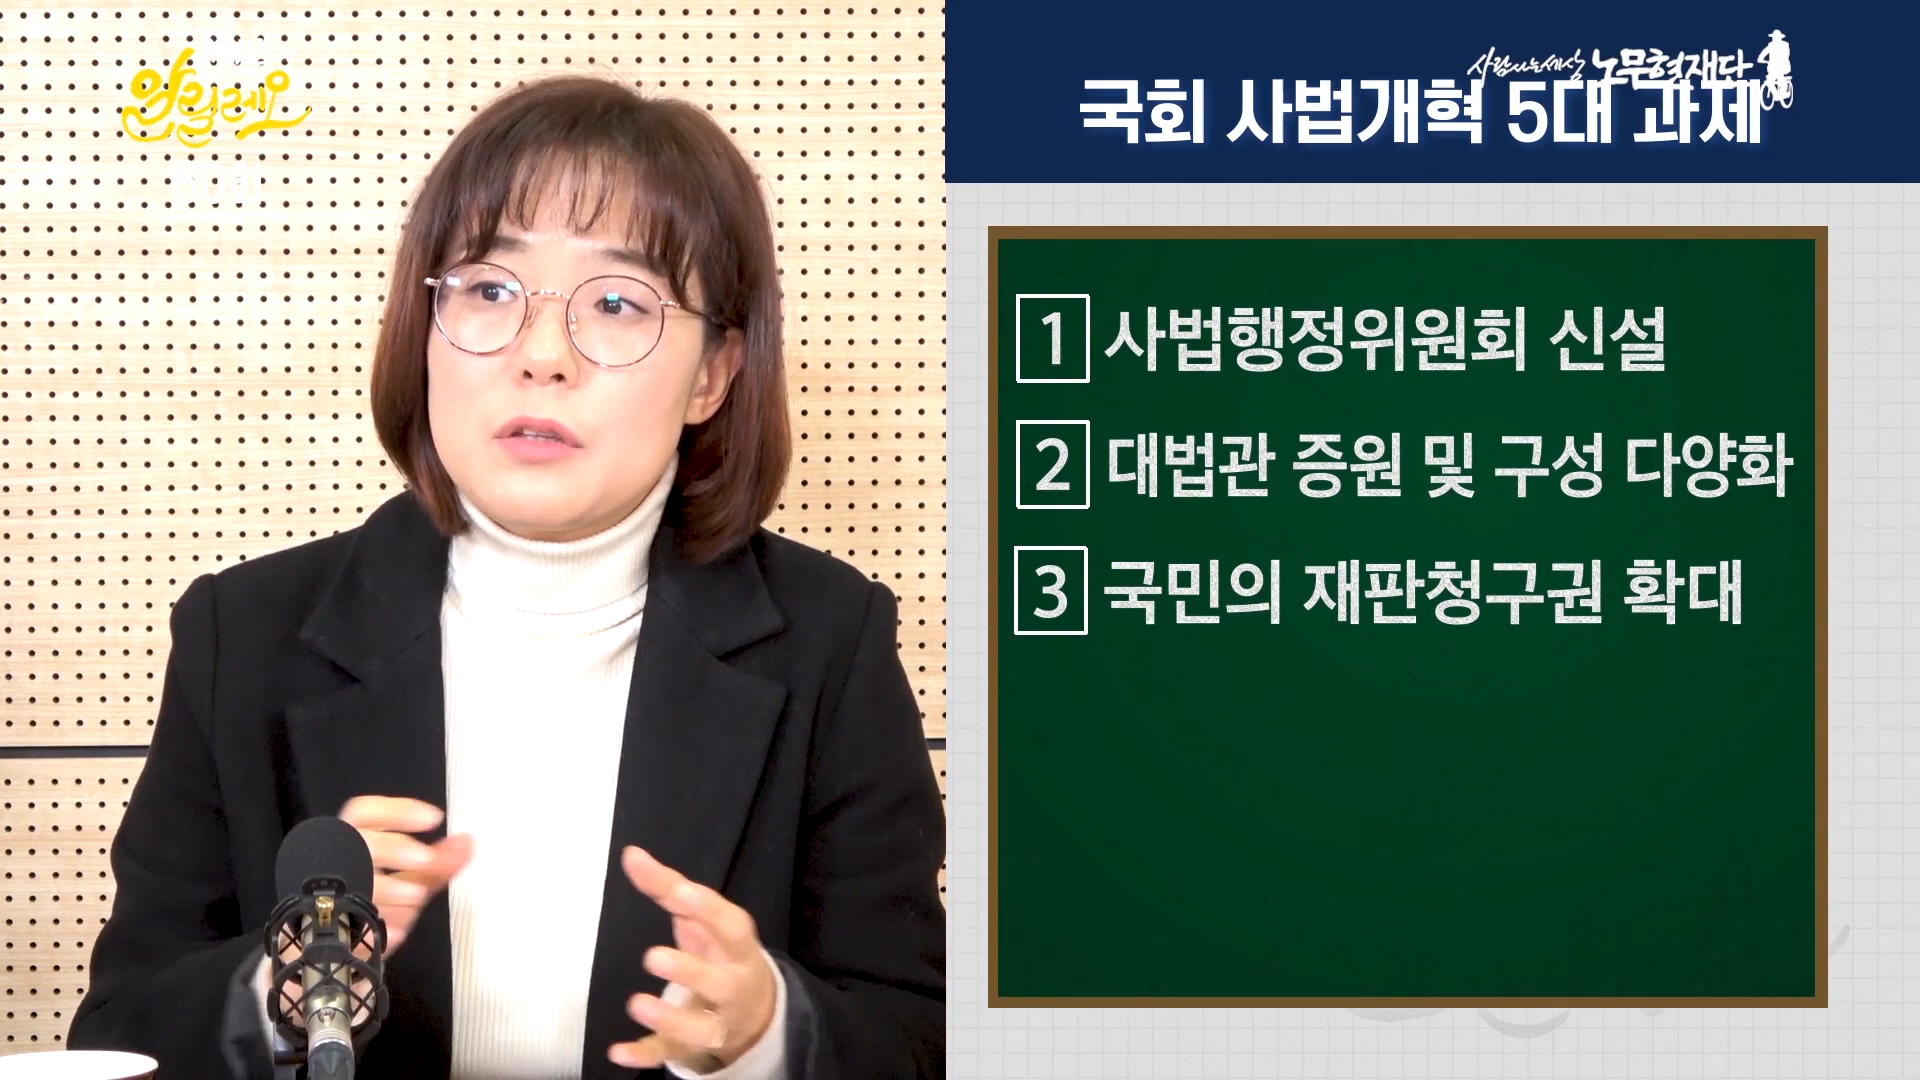 알릴레오
사람사는세상 노무현재단
국회 사법개혁 5대 과제
1 사법행정위원회 신설
2 대법관 증원 및 구성 다양화
3 국민의 재판청구권 확대